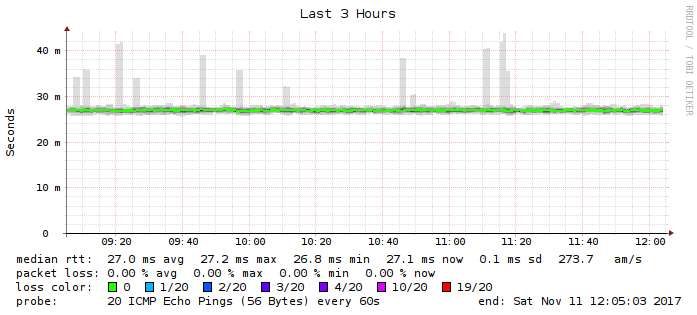 Last 3 Hours
RRDTOOL / TOBI OETIKER
Seconds
40 m
30 m
20 m
10 m
0
09:20 09:40 10:00 10:20 10:40 11:00 11:20 11:40 12:00
median rtt: 27.0 ms avg 27.2 ms max 26.8 ms min 27.1 ms now 0.1 ms sd 273.7 am/s
packet loss: 0.00 % avg 0.00 % max 0.00 % min 0.00 % now
loss color: 0 1/20 2/20 3/20 4/20 10/20 19/20
probe: 20 ICMP Echo Pings (56 Bytes) every 60s end: Sat Nov 11 12:05:03 2017